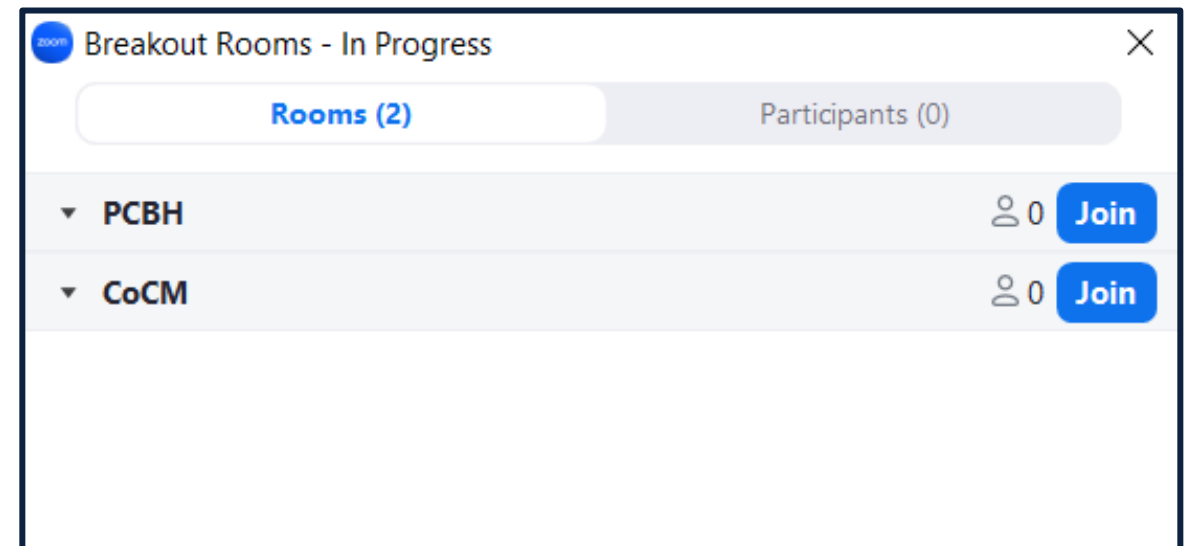 zoom Breakout Rooms - In Progress
Rooms (2) Participants (0)
PCBH 0 Join
CoCM 0 Join